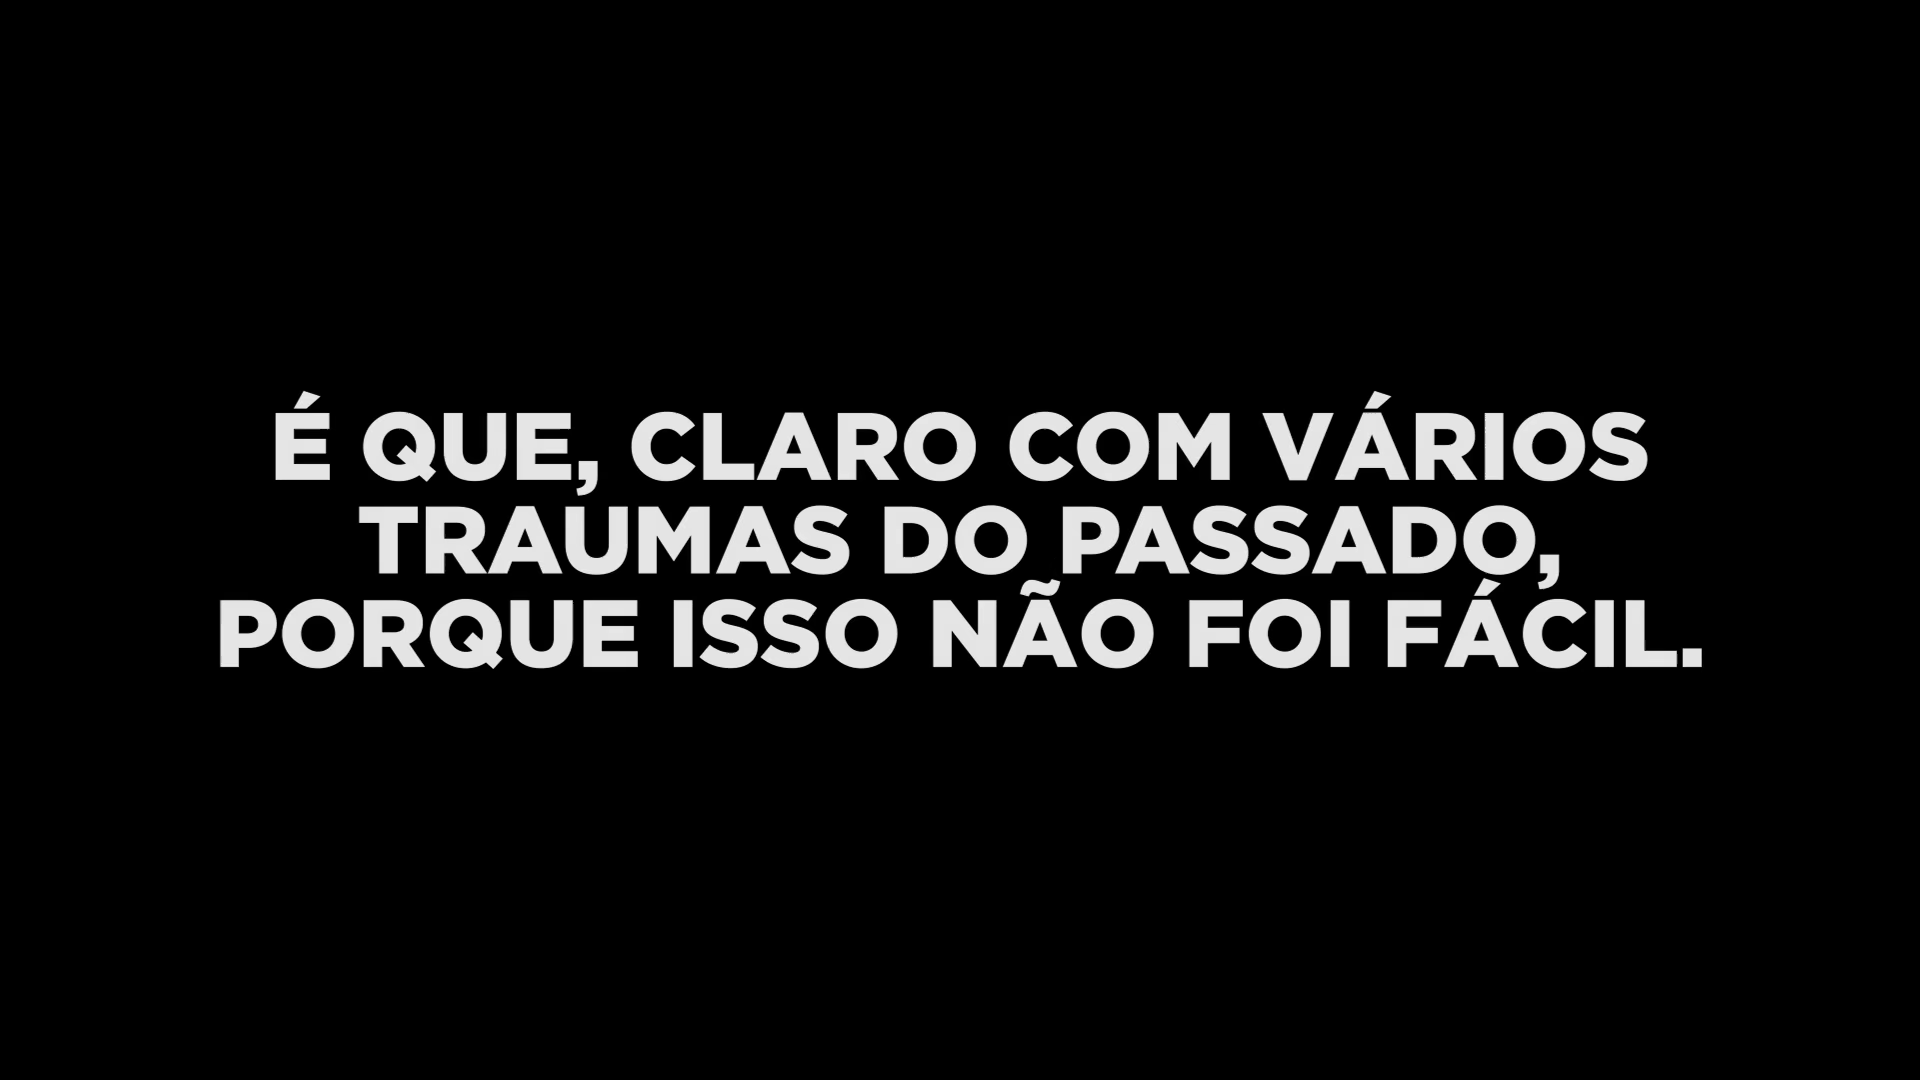 É QUE, CLARO COM VÁRIOS
TRAUMAS DO PASSADO,
PORQUE ISSO NÃO FOI FÁCIL.